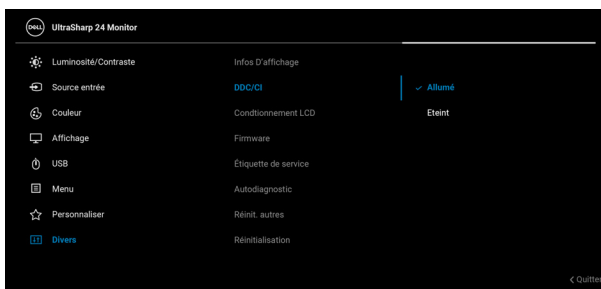 DELL UltraSharp 24 Monitor
Luminosité/Contraste
Source entrée
Couleur
Affichage
USB
Menu
Personnaliser
Divers
Infos D'affichage
DDC/CI
Condtionnement LCD
Firmware
Étiquette de service
Autodiagnostic
Réinit. autres
Réinitialisation
Allumé
Eteint
Quitter